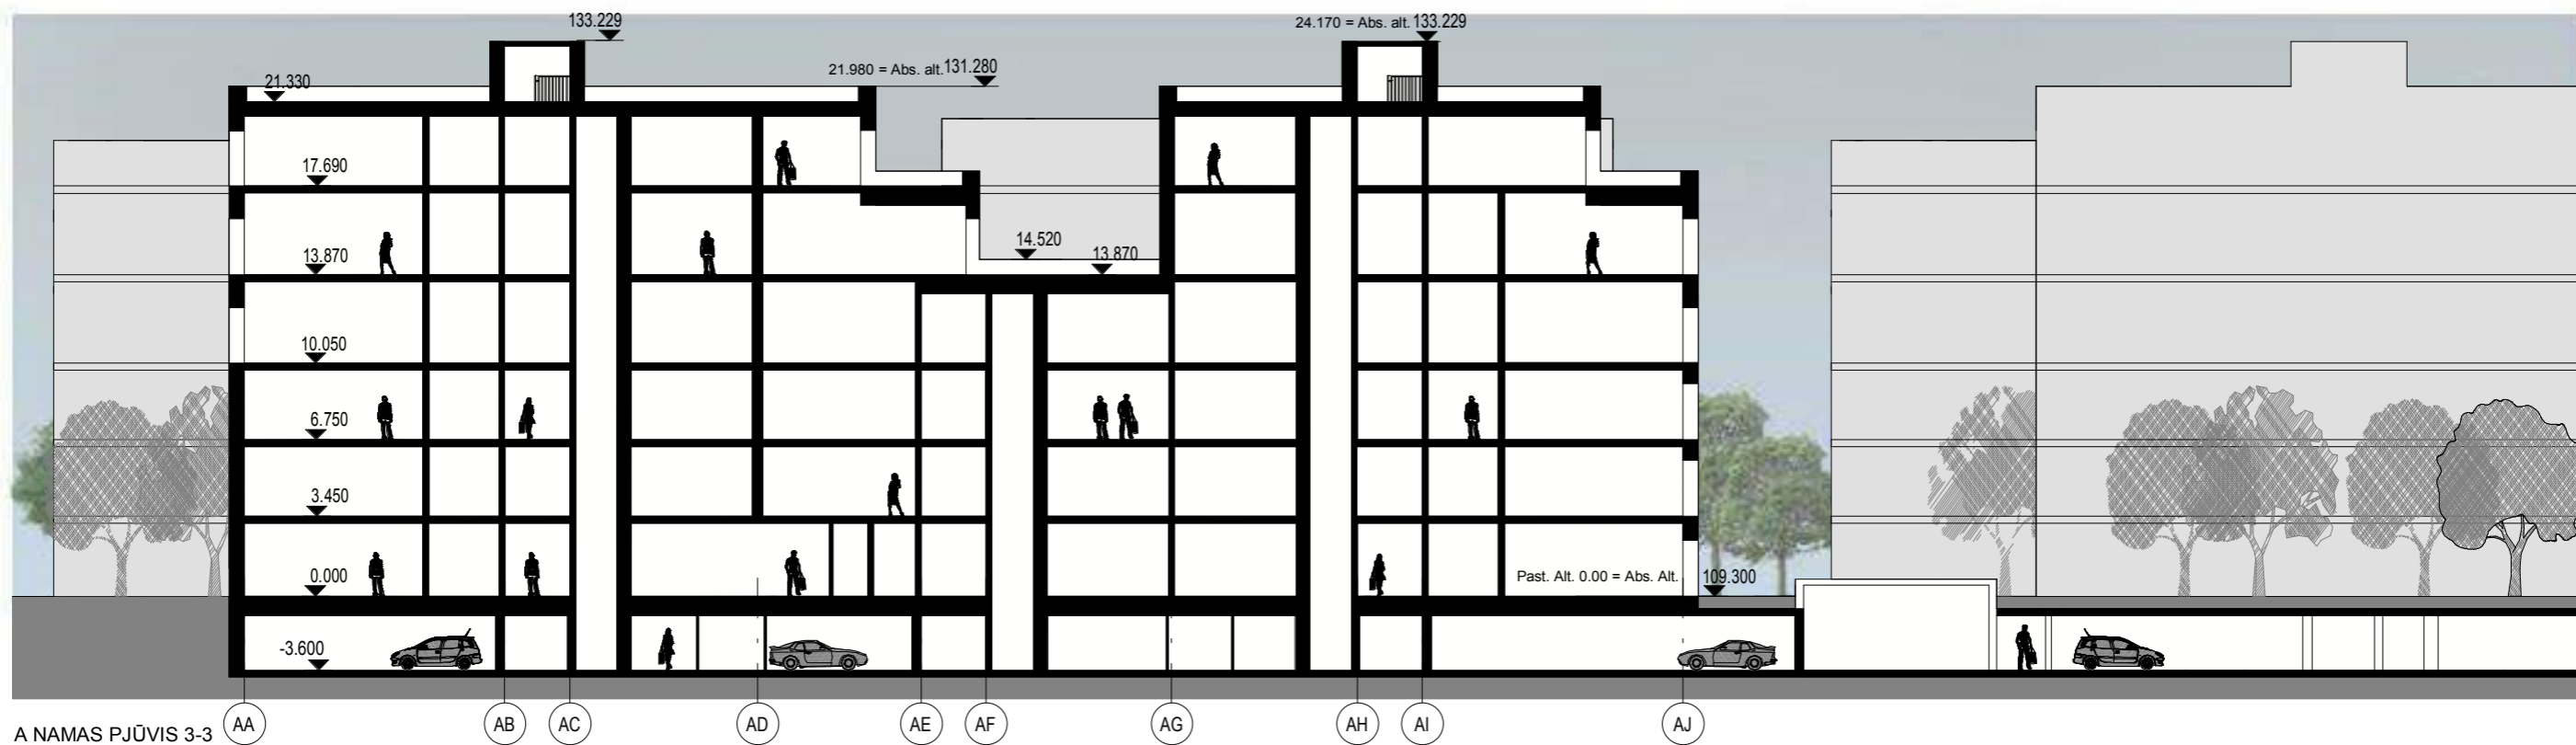 133.229
24.170 = Abs. alt. 133.229
21.980 = Abs. alt. 131.280
21.330
17.690
14.520
13.870
13.870
10.050
6.750
3.450
0.000
Past. Alt. 0.00 = Abs. Alt. 109.300
-3.600
AA AB AC AD AE AF AG AH AI AJ
A NAMAS PJŪVIS 3-3